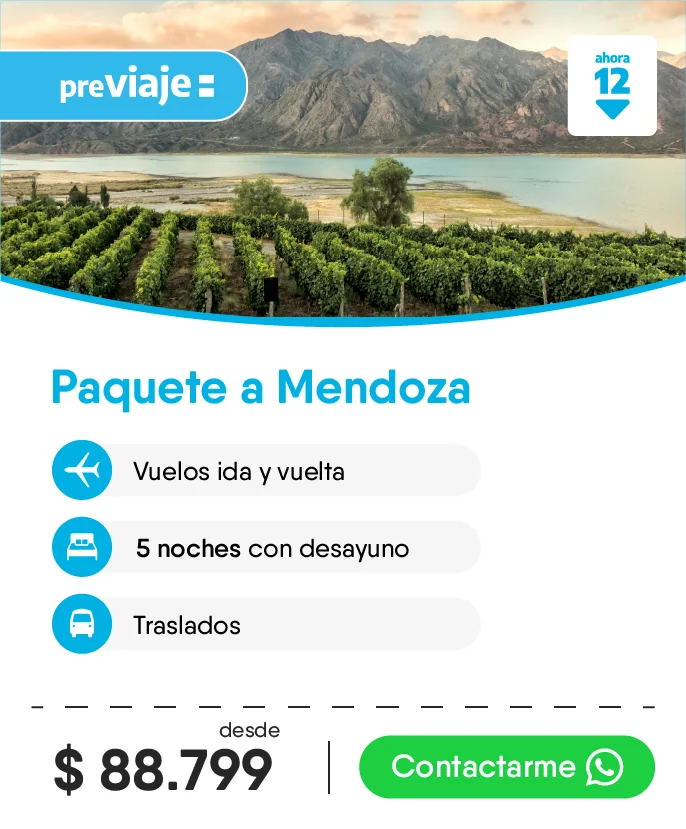 previaje
ahora
12
Paquete a Mendoza
Vuelos ida y vuelta
5 noches con desayuno
Traslados
desde
$ 88.799
Contactarme